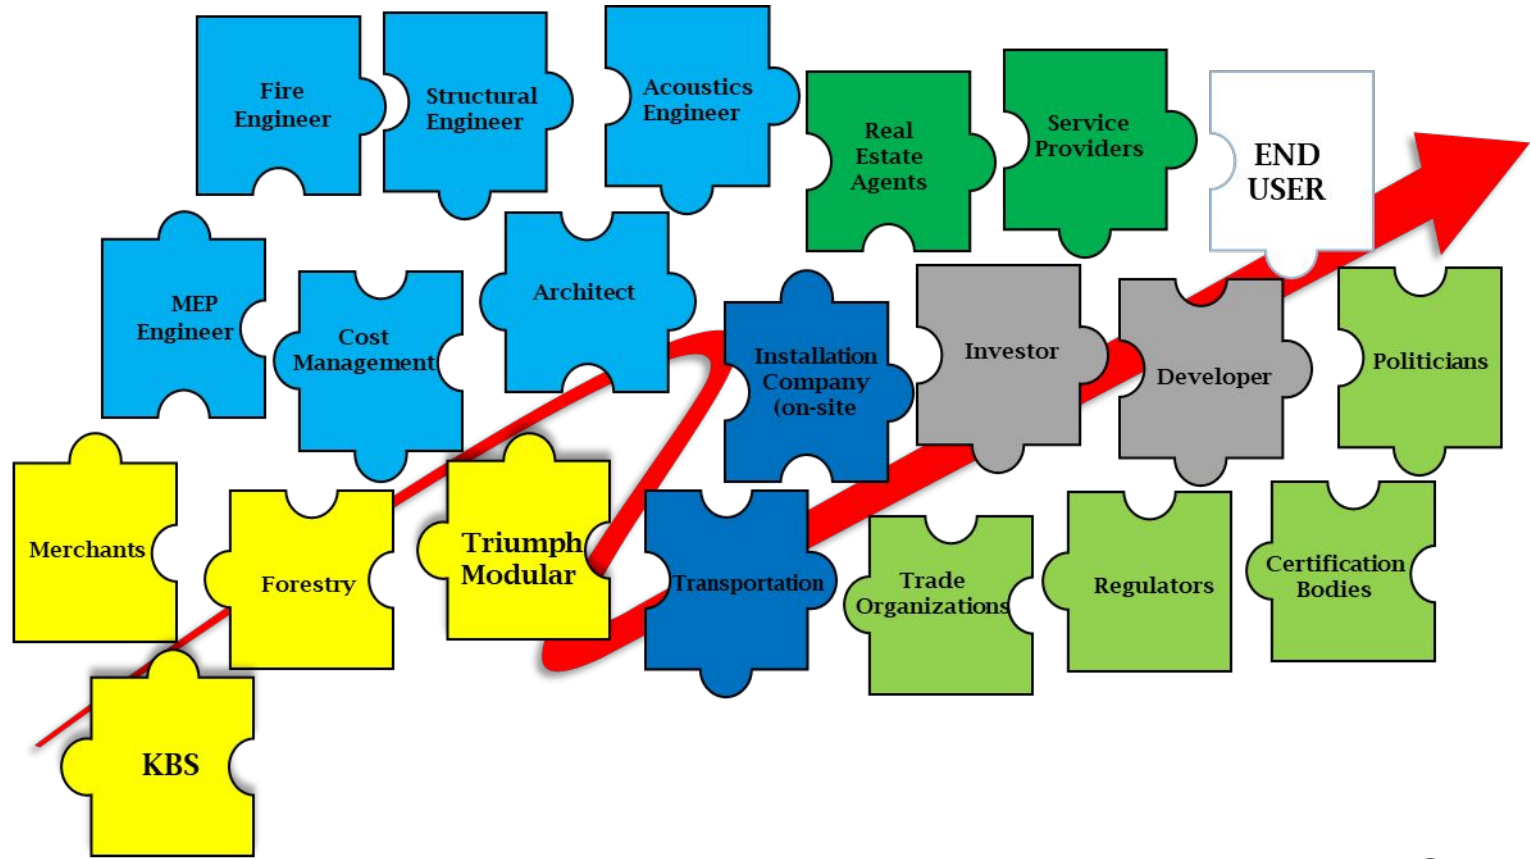 Fire
Engineer
Structural
Engineer
Acoustics
Engineer
Real
Estate
Agents
Service
Providers
END
USER
MEP
Engineer
Cost
Management
Architect
Installation
Company
(on-site
Investor
Developer
Politicians
Merchants
Forestry
Triumph
Modular
Transportation
Trade
Organizations
Regulators
Certification
Bodies
KBS